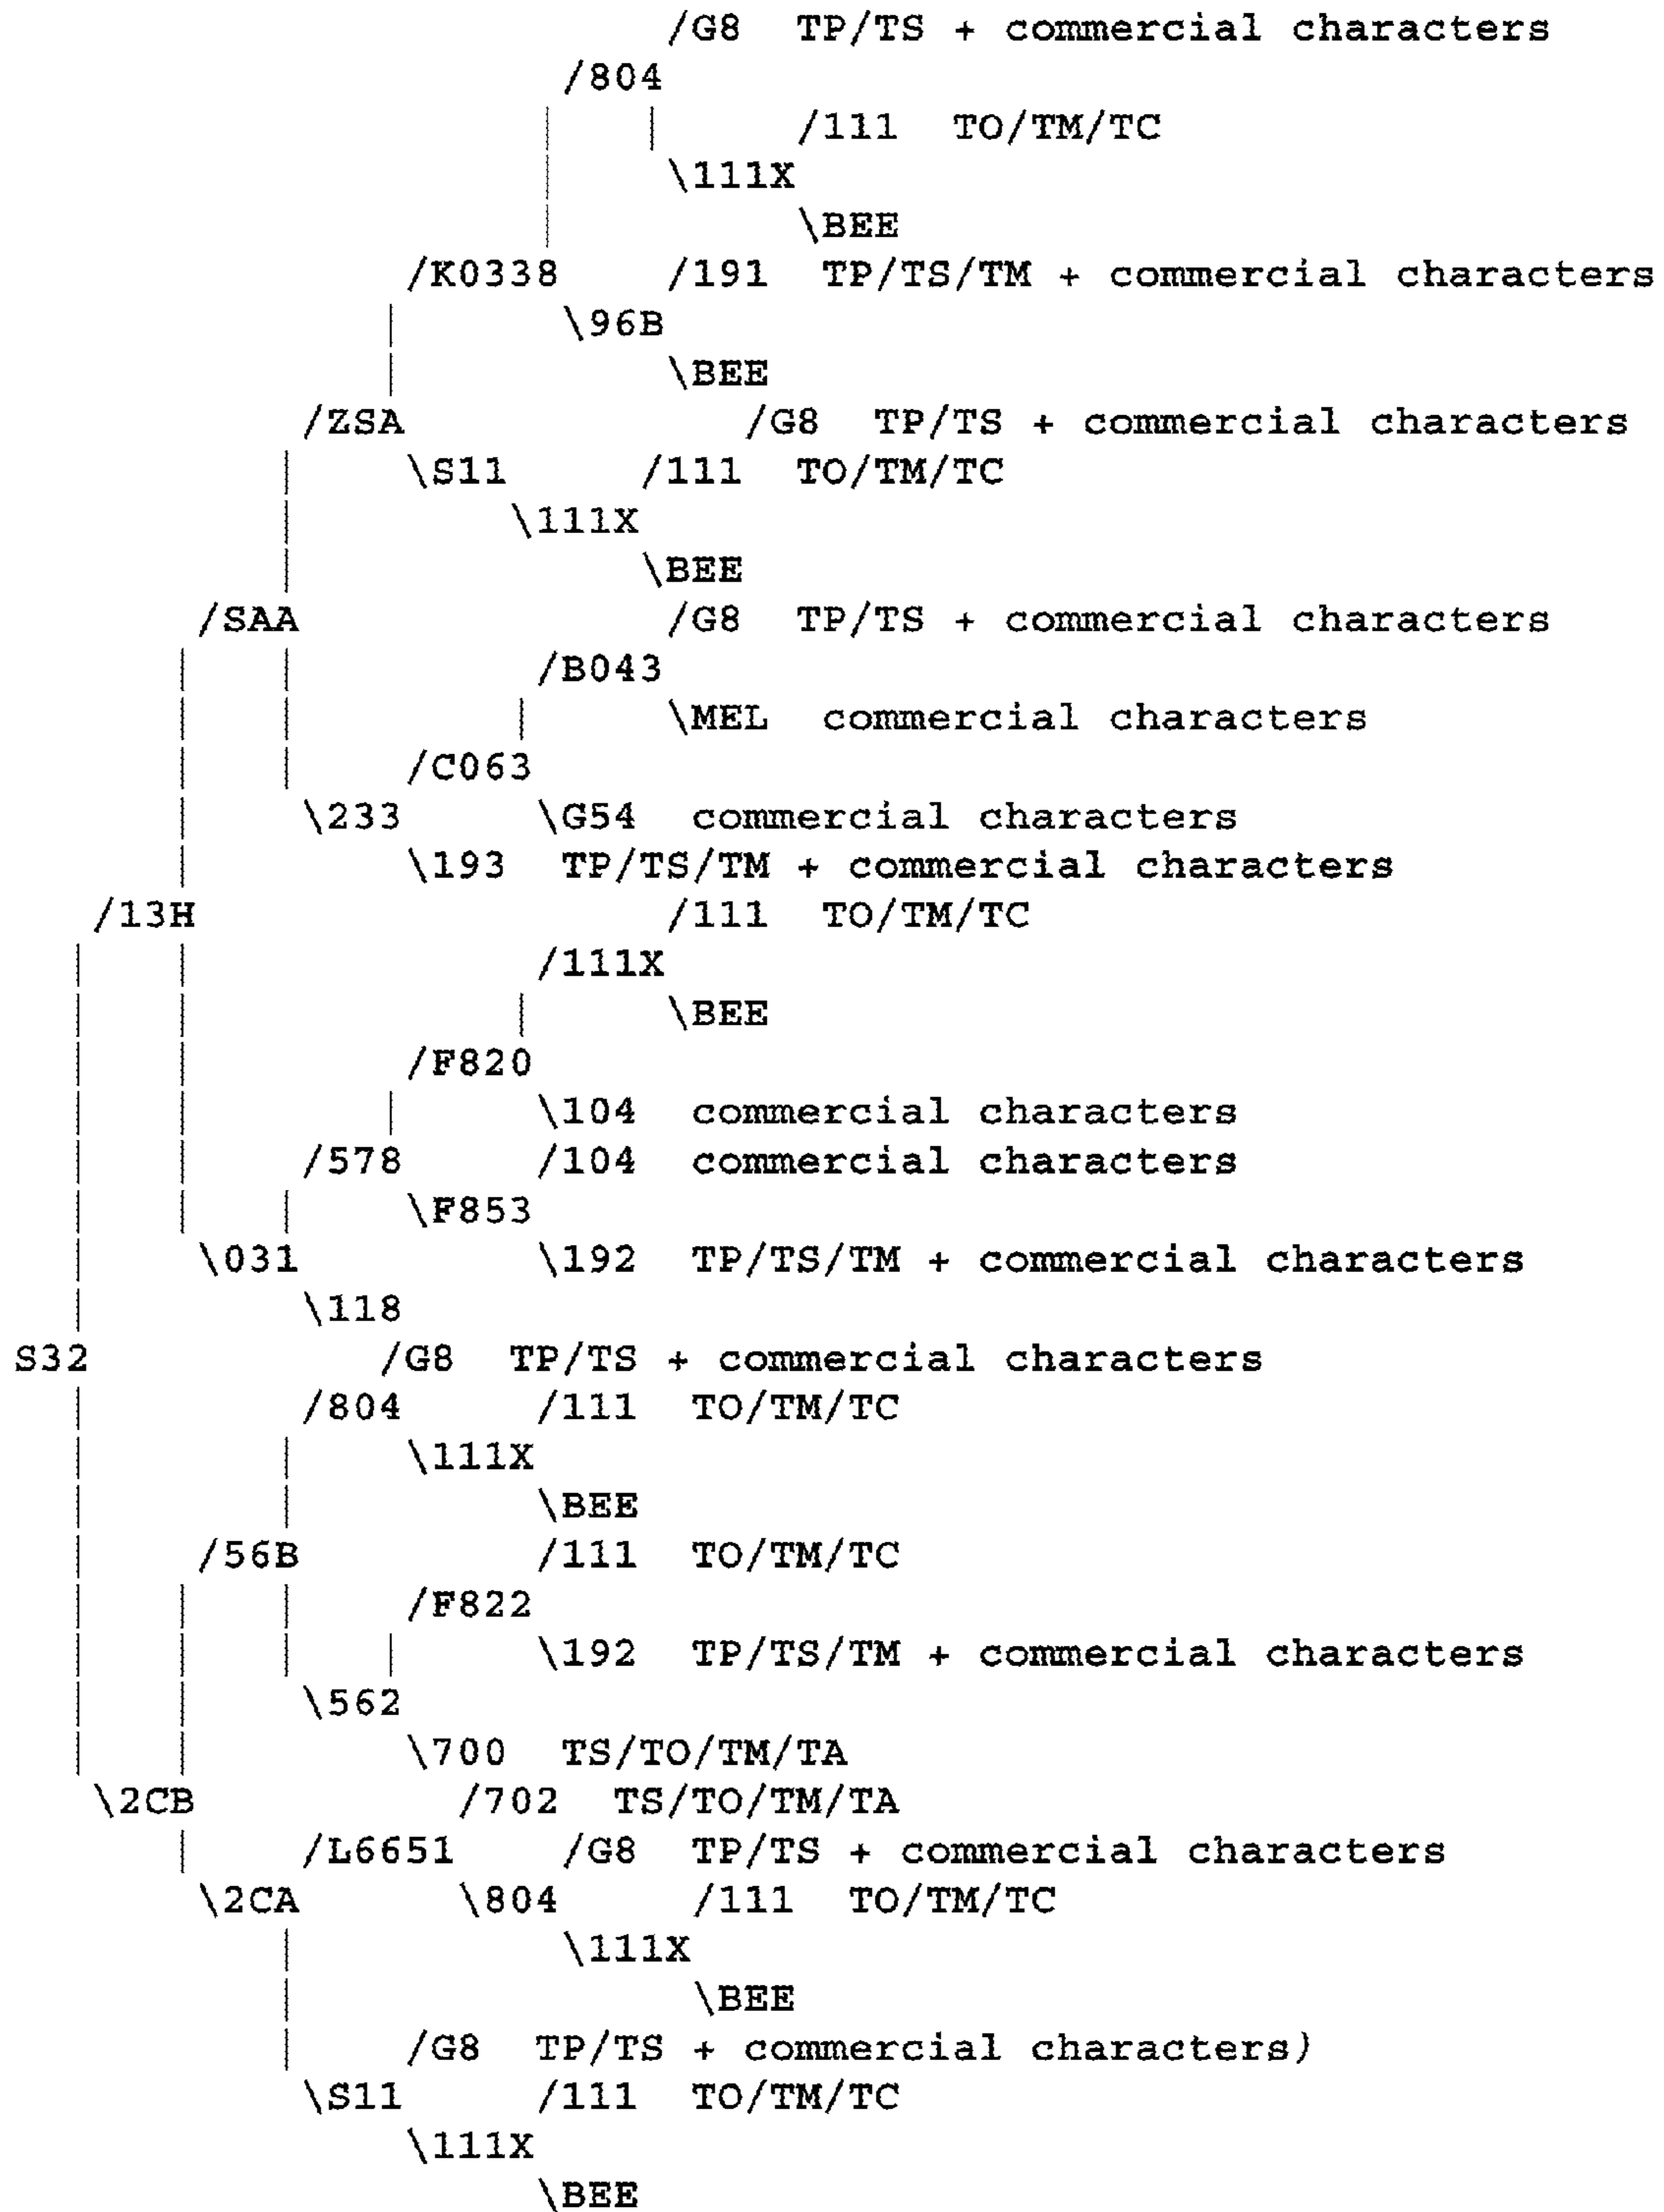 /G8 TP/TS + commercial characters
/804
/111 TO/TM/TC
\111X
\BEE
/K0338 /191 TP/TS/TM + commercial characters
\96B
\BEE
/ZSA /G8 TP/TS + commercial characters
\S11 /111 TO/TM/TC
\111X
\BEE
/SAA /G8 TP/TS + commercial characters
/B043
\MEL commercial characters
/C063
\233 \G54 commercial characters
\193 TP/TS/TM + commercial characters
/13H /111 TO/TM/TC
/111X
\BEE
/F820
\104 commercial characters
/578 /104 commercial characters
\F853
\031 \192 TP/TS/TM + commercial characters
\118
S32 /G8 TP/TS + commercial characters
/804 /111 TO/TM/TC
\111X
\BEE
/56B /111 TO/TM/TC
/F822
\192 TP/TS/TM + commercial characters
\562
\700 TS/TO/TM/TA
\2CB /702 TS/TO/TM/TA
/L6651 /G8 TP/TS + commercial characters
\2CA \804 /111 TO/TM/TC
\111X
\BEE
/G8 TP/TS + commercial characters)
\S11 /111 TO/TM/TC
\111X
\BEE